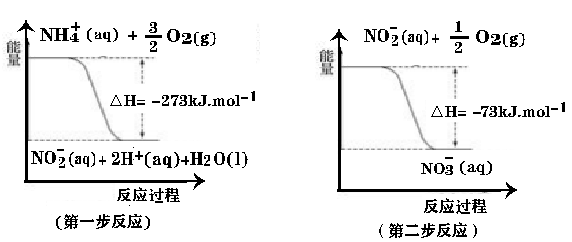 NH₄⁺(aq) + 3/2 O₂(g)
能量
△H= -273kJ.mol⁻¹
NO₂⁻(aq)+ 2H⁺(aq)+H2O(l)
反应过程
(第一步反应)
NO₂⁻(aq)+ 1/2 O₂(g)
能量
△H= -73kJ.mol⁻¹
NO₃⁻(aq)
反应过程
(第二步反应)